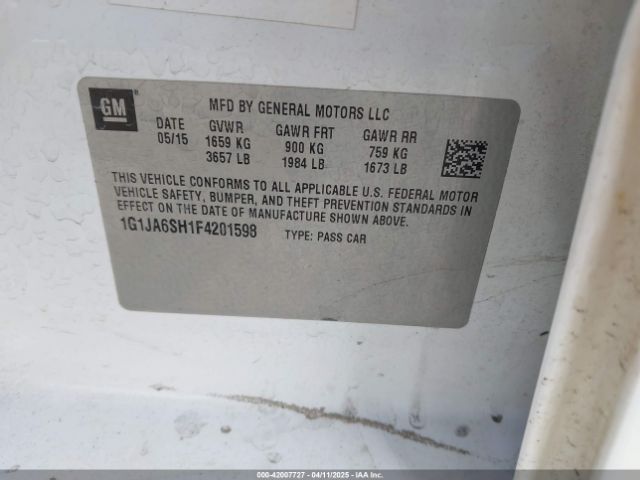 GM
MFD BY GENERAL MOTORS LLC
DATE GVWR GAWR FRT GAWR RR
05/15 1659 KG 900 KG 759 KG
3657 LB 1984 LB 1673 LB
THIS VEHICLE CONFORMS TO ALL APPLICABLE U.S. FEDERAL MOTOR
VEHICLE SAFETY, BUMPER, AND THEFT PREVENTION STANDARDS IN
EFFECT ON THE DATE OF MANUFACTURE SHOWN ABOVE.
1G1JA6SH1F4201598 TYPE: PASS CAR
000-42007727 - 04/11/2025 - IAAI.COM